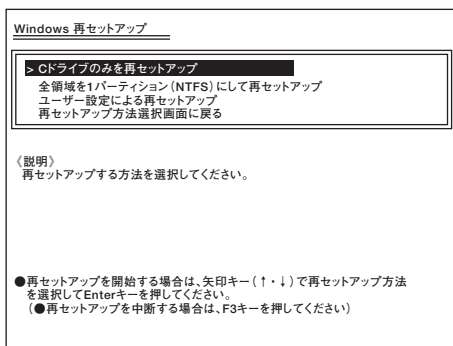 Windows 再セットアップ
> Cドライブのみを再セットアップ
全領域を1パーティション(NTFS)にして再セットアップ
ユーザー設定による再セットアップ
再セットアップ方法選択画面に戻る
《説明》
再セットアップする方法を選択してください。
●再セットアップを開始する場合は、矢印キー(↑・↓)で再セットアップ方法
を選択してEnterキーを押してください。
(●再セットアップを中断する場合は、F3キーを押してください)